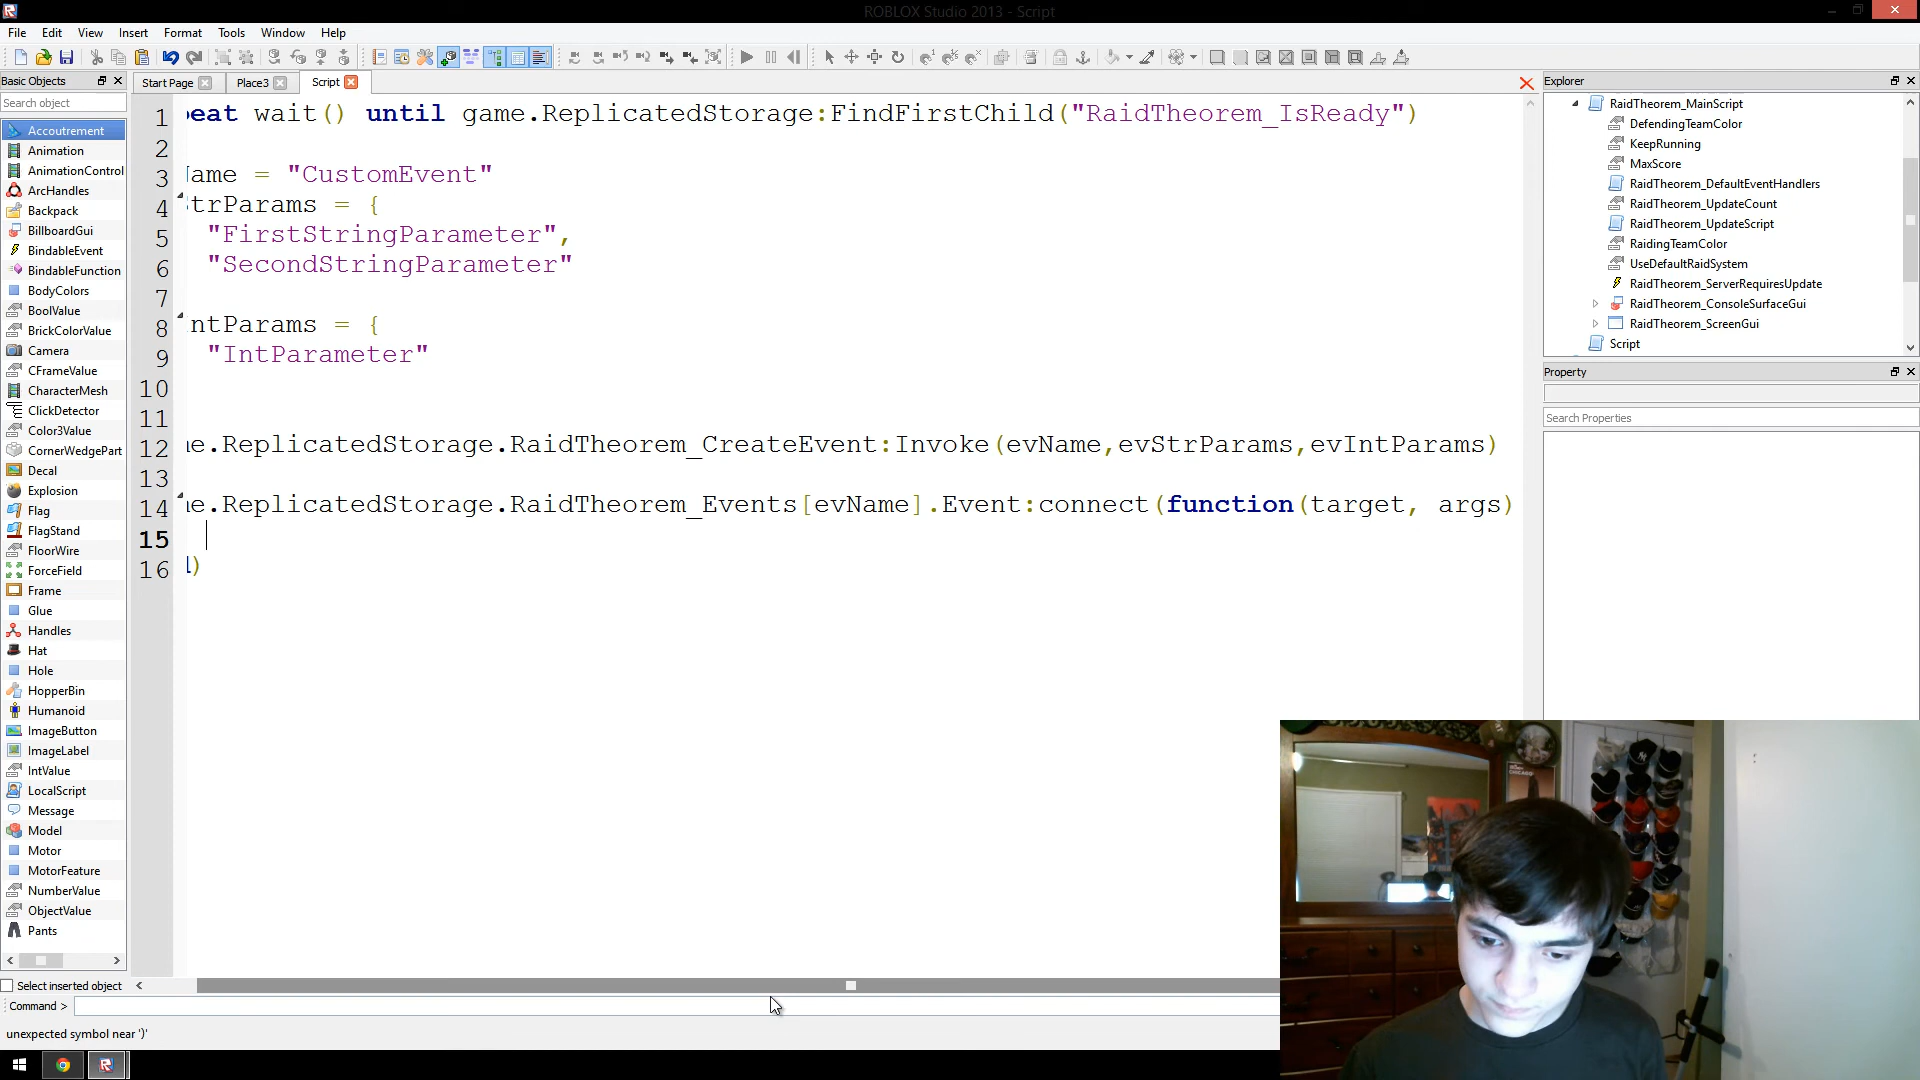 ROBLOX Studio 2013 - Script
File Edit View Insert Format Tools Window Help
Basic Objects
Search object
Accoutrement
Animation
AnimationControl
ArcHandles
Backpack
BillboardGui
BindableEvent
BindableFunction
BodyColors
BoolValue
BrickColorValue
Camera
CFrameValue
CharacterMesh
ClickDetector
Color3Value
CornerWedgePart
Decal
Explosion
Flag
FlagStand
FloorWire
ForceField
Frame
Glue
Handles
Hat
Hole
HopperBin
Humanoid
ImageButton
ImageLabel
IntValue
LocalScript
Message
Model
Motor
MotorFeature
NumberValue
ObjectValue
Pants
Select inserted object
Start Page Place3 Script
1 peat wait() until game.ReplicatedStorage:FindFirstChild("RaidTheorem_IsReady")
2
3 Name = "CustomEvent"
4 StrParams = {
5 "FirstStringParameter",
6 "SecondStringParameter"
7
8 IntParams = {
9 "IntParameter"
10
11
12 me.ReplicatedStorage.RaidTheorem_CreateEvent:Invoke(evName,evStrParams,evIntParams)
13
14 me.ReplicatedStorage.RaidTheorem_Events[evName].Event:connect(function(target, args)
15
16 d)
Explorer
RaidTheorem_MainScript
DefendingTeamColor
KeepRunning
MaxScore
RaidTheorem_DefaultEventHandlers
RaidTheorem_UpdateCount
RaidTheorem_UpdateScript
RaidingTeamColor
UseDefaultRaidSystem
RaidTheorem_ServerRequiresUpdate
RaidTheorem_ConsoleSurfaceGui
RaidTheorem_ScreenGui
Script
Property
Search Properties
Command >
unexpected symbol near ')'